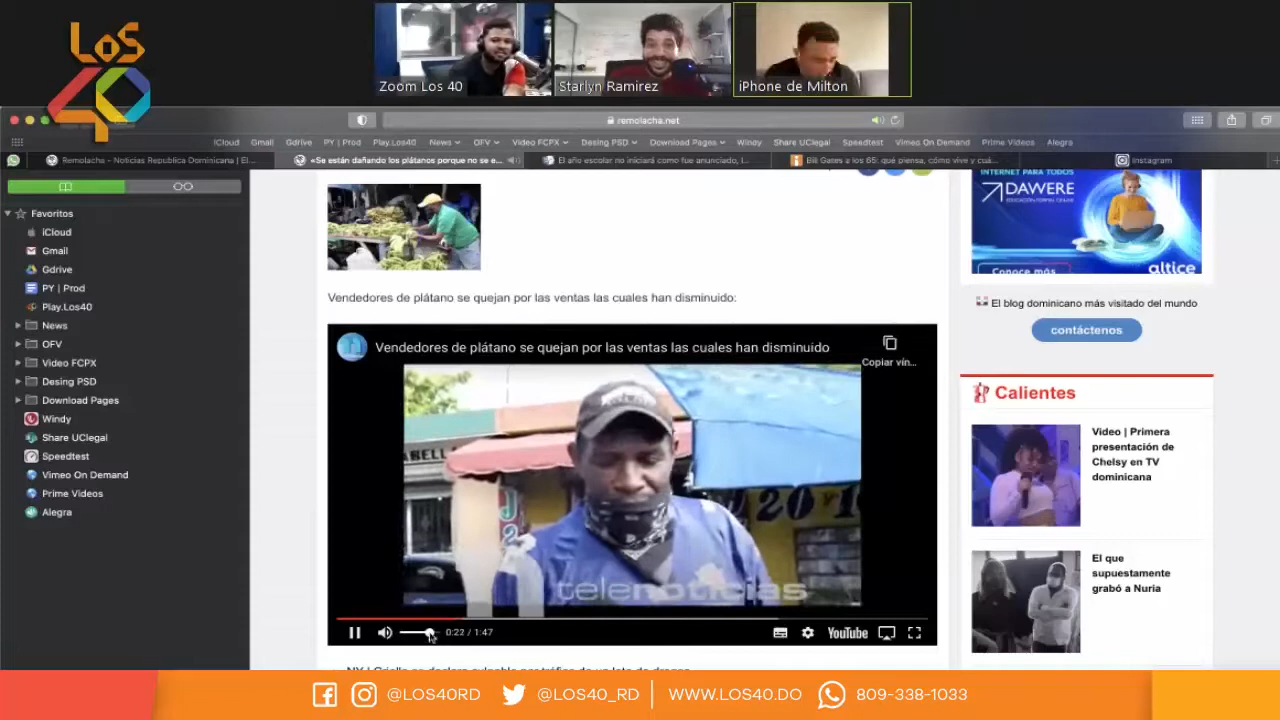 LOS
40
Zoom Los 40
Starlyn Ramirez
iPhone de Milton
remolacha.net
iCloud Gmail Gdrive PY | Prod Play.Los40 News OFV Video FCPX Desing PSD Download Pages Windy Share UClegal Speedtest Vimeo On Demand Prime Videos Alegra
Remolacha - Noticias Republica Dominicana | El...
«Se están dañando los plátanos porque no se e...
El año escolar no iniciará como fue anunciado, l...
Bill Gates a los 65: qué piensa, cómo vive y cuá...
Instagram
Favoritos
iCloud
Gmail
Gdrive
PY | Prod
Play.Los40
News
OFV
Video FCPX
Desing PSD
Download Pages
Windy
Share UClegal
Speedtest
Vimeo On Demand
Prime Videos
Alegra
Vendedores de plátano se quejan por las ventas las cuales han disminuido:
Vendedores de plátano se quejan por las ventas las cuales han disminuido
Copiar vín...
telenoticias
0:22 / 1:47
YouTube
INTERNET PARA TODOS
DAWERE
Conoce más
altice
El blog dominicano más visitado del mundo
contáctenos
Calientes
Video | Primera
presentación de
Chelsy en TV
dominicana
El que
supuestamente
grabó a Nuria
@LOS40RD
@LOS40_RD
WWW.LOS40.DO
809-338-1033